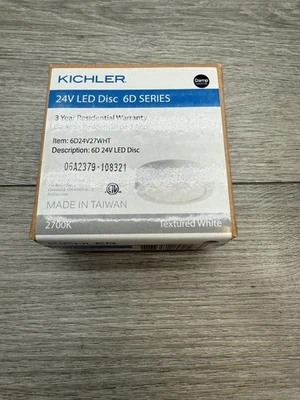 KICHLER
Damp
24V LED Disc 6D SERIES
3 Year Residential Warranty
Item: 6D24V27WHT
Description: 6D 24V LED Disc
06A2379-108321
MADE IN TAIWAN
2700K
Textured White
KICHLER